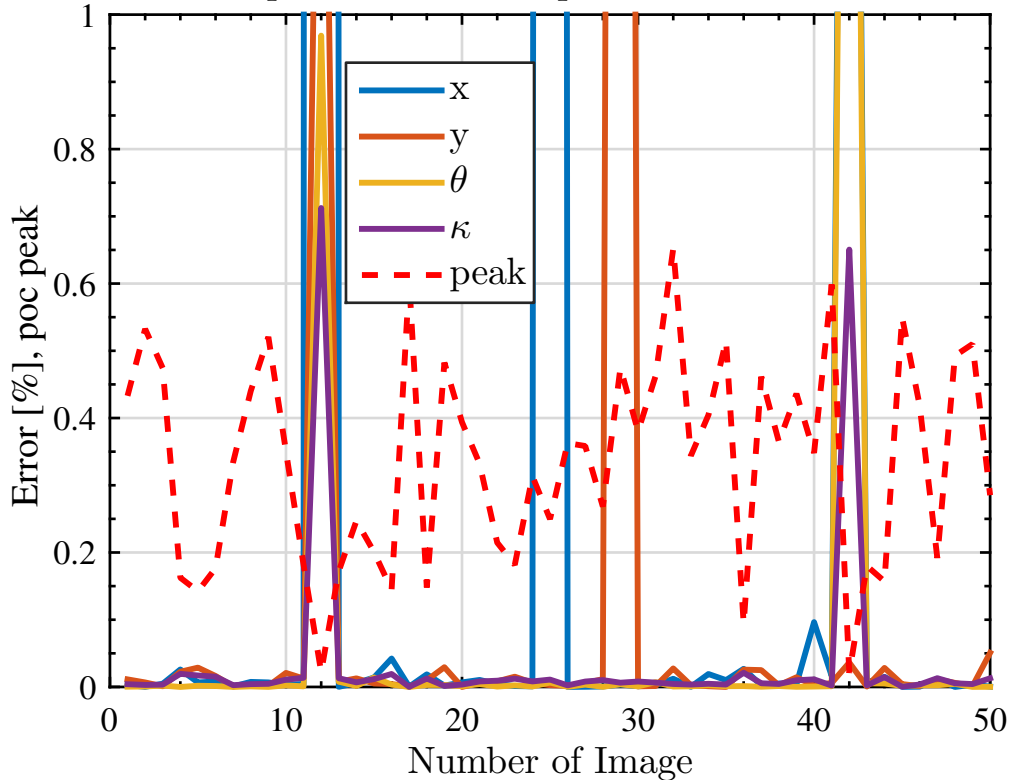 1
0.8
0.6
0.4
0.2
0
0 10 20 30 40 50
Error [%], poc peak
Number of Image
x
y
θ
κ
peak